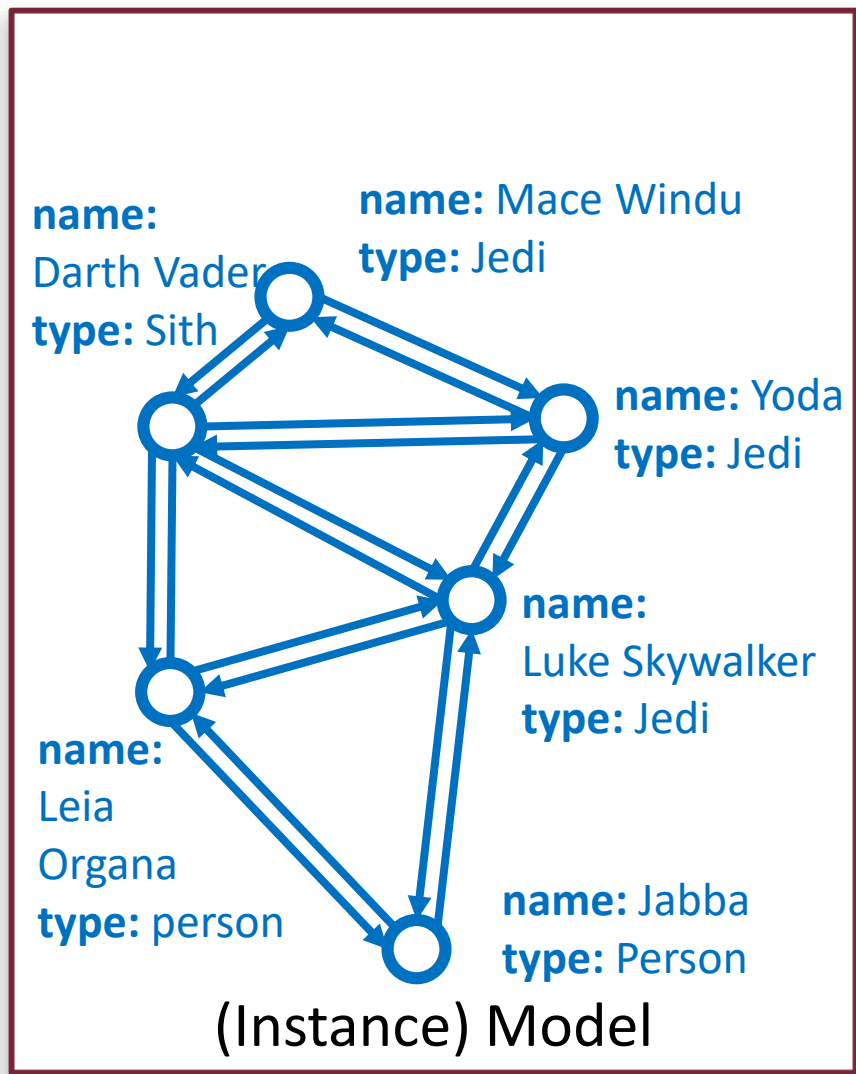 name: Mace Windu
type: Jedi
name:
Darth Vader
type: Sith
name: Yoda
type: Jedi
name:
Luke Skywalker
type: Jedi
name:
Leia
Organa
type: person
name: Jabba
type: Person
(Instance) Model